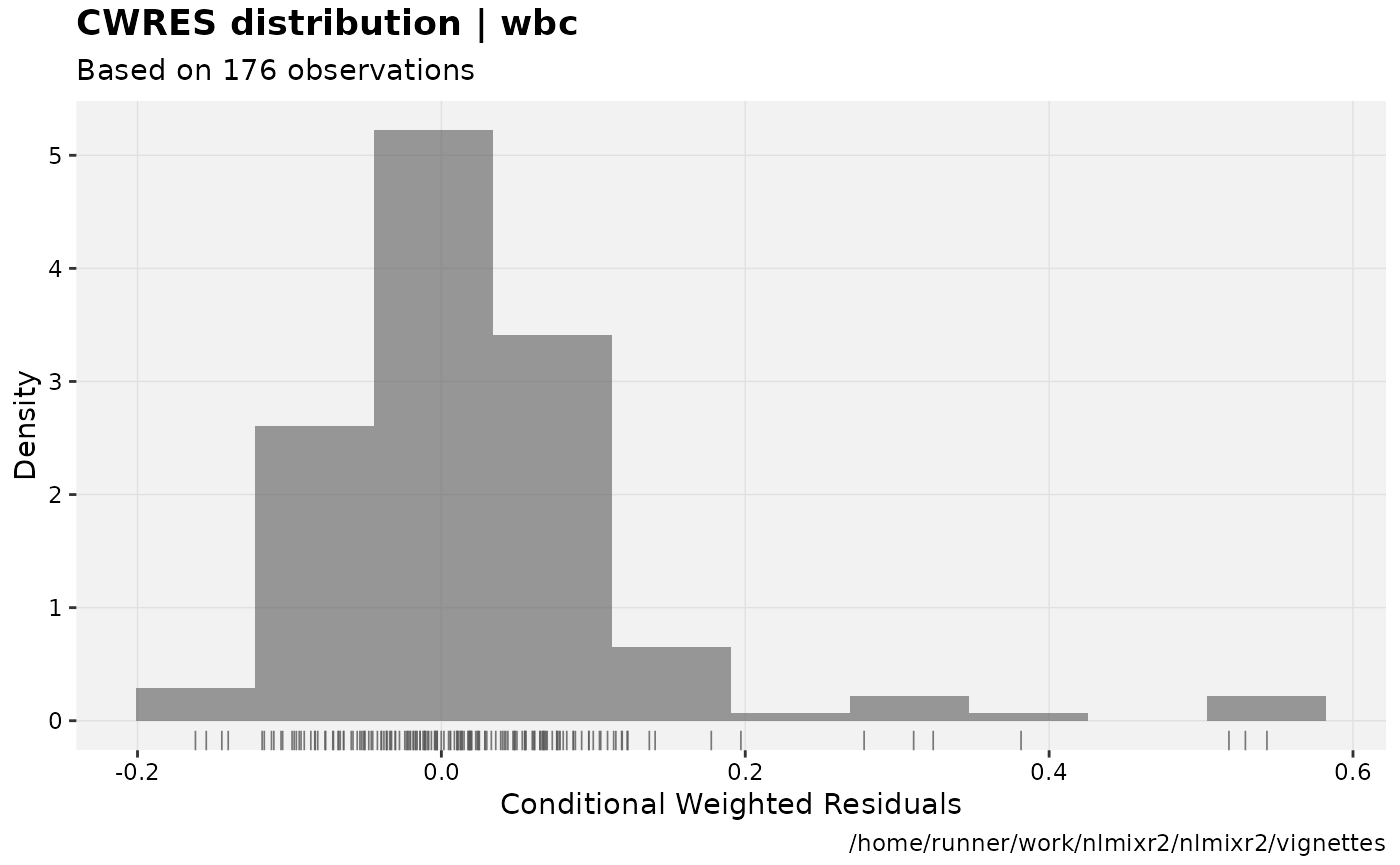 CWRES distribution | wbc
Based on 176 observations
Density
5
4
3
2
1
0
-0.2 0.0 0.2 0.4 0.6
Conditional Weighted Residuals
/home/runner/work/nlmixr2/nlmixr2/vignettes